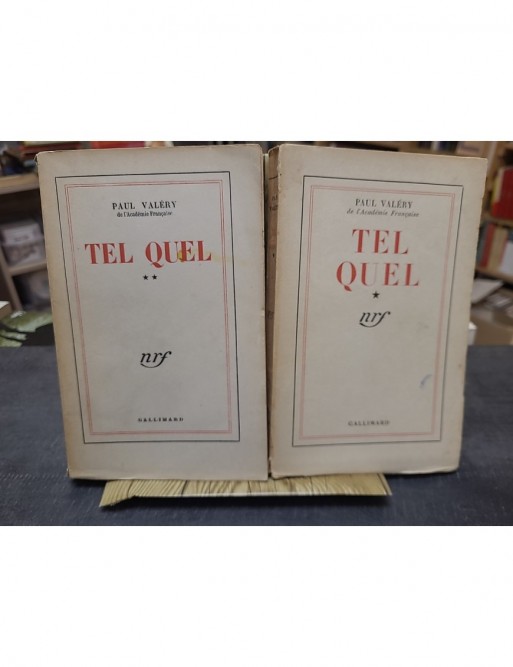 PAUL VALÉRY
de l'Académie Française
TEL QUEL
**
nrf
GALLIMARD
PAUL VALÉRY
de l'Académie Française
TEL
QUEL
*
nrf
GALLIMARD